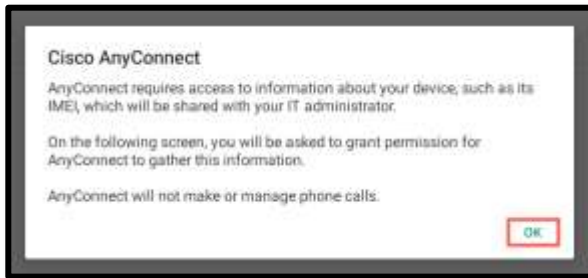 Cisco AnyConnect
AnyConnect requires access to information about your device, such as its
IMEI, which will be shared with your IT administrator.
On the following screen, you will be asked to grant permission for
AnyConnect to gather this information.
AnyConnect will not make or manage phone calls.
OK